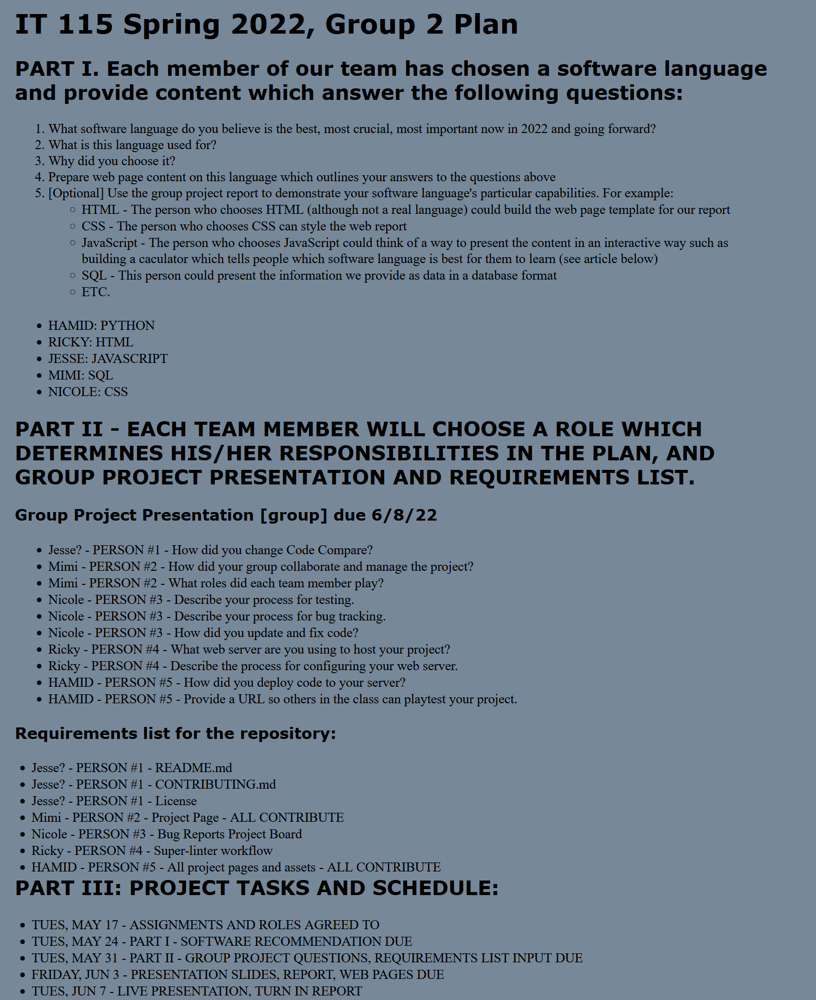 IT 115 Spring 2022, Group 2 Plan
PART I. Each member of our team has chosen a software language
and provide content which answer the following questions:
1. What software language do you believe is the best, most crucial, most important now in 2022 and going forward?
2. What is this language used for?
3. Why did you choose it?
4. Prepare web page content on this language which outlines your answers to the questions above
5. [Optional] Use the group project report to demonstrate your software language's particular capabilities. For example:
○ HTML - The person who chooses HTML (although not a real language) could build the web page template for our report
○ CSS - The person who chooses CSS can style the web report
○ JavaScript - The person who chooses JavaScript could think of a way to present the content in an interactive way such as
building a caculator which tells people which software language is best for them to learn (see article below)
○ SQL - This person could present the information we provide as data in a database format
○ ETC.
• HAMID: PYTHON
• RICKY: HTML
• JESSE: JAVASCRIPT
• MIMI: SQL
• NICOLE: CSS
PART II – EACH TEAM MEMBER WILL CHOOSE A ROLE WHICH
DETERMINES HIS/HER RESPONSIBILITIES IN THE PLAN, AND
GROUP PROJECT PRESENTATION AND REQUIREMENTS LIST.
Group Project Presentation [group] due 6/8/22
• Jesse? - PERSON #1 - How did you change Code Compare?
• Mimi - PERSON #2 - How did your group collaborate and manage the project?
• Mimi - PERSON #2 - What roles did each team member play?
• Nicole - PERSON #3 - Describe your process for testing.
• Nicole - PERSON #3 - Describe your process for bug tracking.
• Nicole - PERSON #3 - How did you update and fix code?
• Ricky - PERSON #4 - What web server are you using to host your project?
• Ricky - PERSON #4 - Describe the process for configuring your web server.
• HAMID - PERSON #5 - How did you deploy code to your server?
• HAMID - PERSON #5 - Provide a URL so others in the class can playtest your project.
Requirements list for the repository:
• Jesse? - PERSON #1 - README.md
• Jesse? - PERSON #1 - CONTRIBUTING.md
• Jesse? - PERSON #1 - License
• Mimi - PERSON #2 - Project Page - ALL CONTRIBUTE
• Nicole - PERSON #3 - Bug Reports Project Board
• Ricky - PERSON #4 - Super-linter workflow
• HAMID - PERSON #5 - All project pages and assets - ALL CONTRIBUTE
PART III: PROJECT TASKS AND SCHEDULE:
• TUES, MAY 17 - ASSIGNMENTS AND ROLES AGREED TO
• TUES, MAY 24 - PART I - SOFTWARE RECOMMENDATION DUE
• TUES, MAY 31 - PART II - GROUP PROJECT QUESTIONS, REQUIREMENTS LIST INPUT DUE
• FRIDAY, JUN 3 - PRESENTATION SLIDES, REPORT, WEB PAGES DUE
• TUES, JUN 7 - LIVE PRESENTATION, TURN IN REPORT